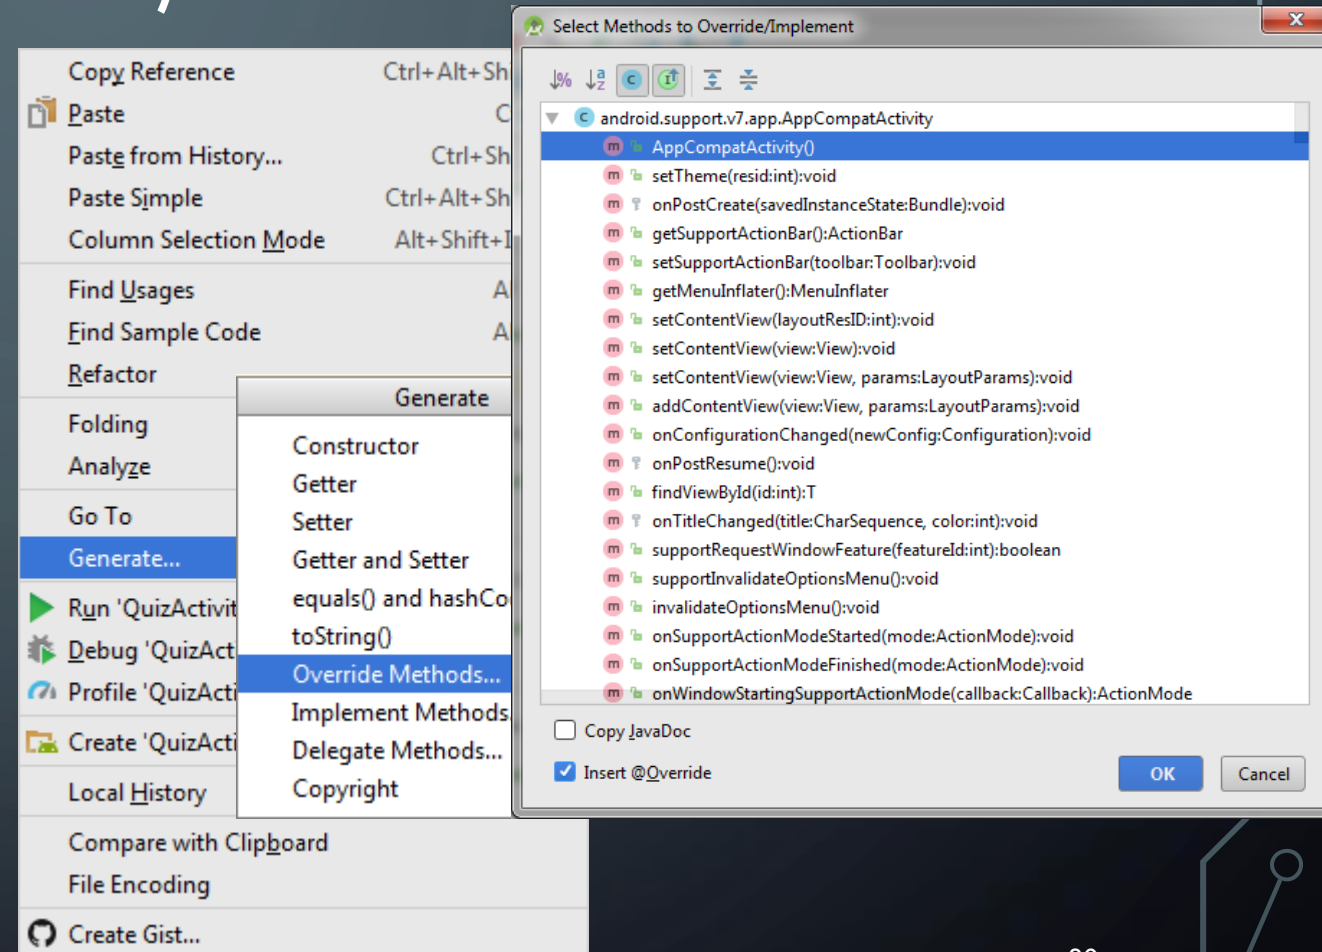 Copy Reference Ctrl+Alt+Sh
Paste C
Paste from History... Ctrl+Sh
Paste Simple Ctrl+Alt+Sh
Column Selection Mode Alt+Shift+I
Find Usages A
Find Sample Code A
Refactor
Folding
Analyze
Go To
Generate...
Run 'QuizActivit
Debug 'QuizAct
Profile 'QuizActi
Create 'QuizActi
Local History
Compare with Clipboard
File Encoding
Create Gist...
Generate
Constructor
Getter
Setter
Getter and Setter
equals() and hashCo
toString()
Override Methods...
Implement Methods.
Delegate Methods...
Copyright
Select Methods to Override/Implement
android.support.v7.app.AppCompatActivity
AppCompatActivity()
setTheme(resid:int):void
onPostCreate(savedInstanceState:Bundle):void
getSupportActionBar():ActionBar
setSupportActionBar(toolbar:Toolbar):void
getMenuInflater():MenuInflater
setContentView(layoutResID:int):void
setContentView(view:View):void
setContentView(view:View, params:LayoutParams):void
addContentView(view:View, params:LayoutParams):void
onConfigurationChanged(newConfig:Configuration):void
onPostResume():void
findViewById(id:int):T
onTitleChanged(title:CharSequence, color:int):void
supportRequestWindowFeature(featureId:int):boolean
supportInvalidateOptionsMenu():void
invalidateOptionsMenu():void
onSupportActionModeStarted(mode:ActionMode):void
onSupportActionModeFinished(mode:ActionMode):void
onWindowStartingSupportActionMode(callback:Callback):ActionMode
Copy JavaDoc
Insert @Override
OK Cancel